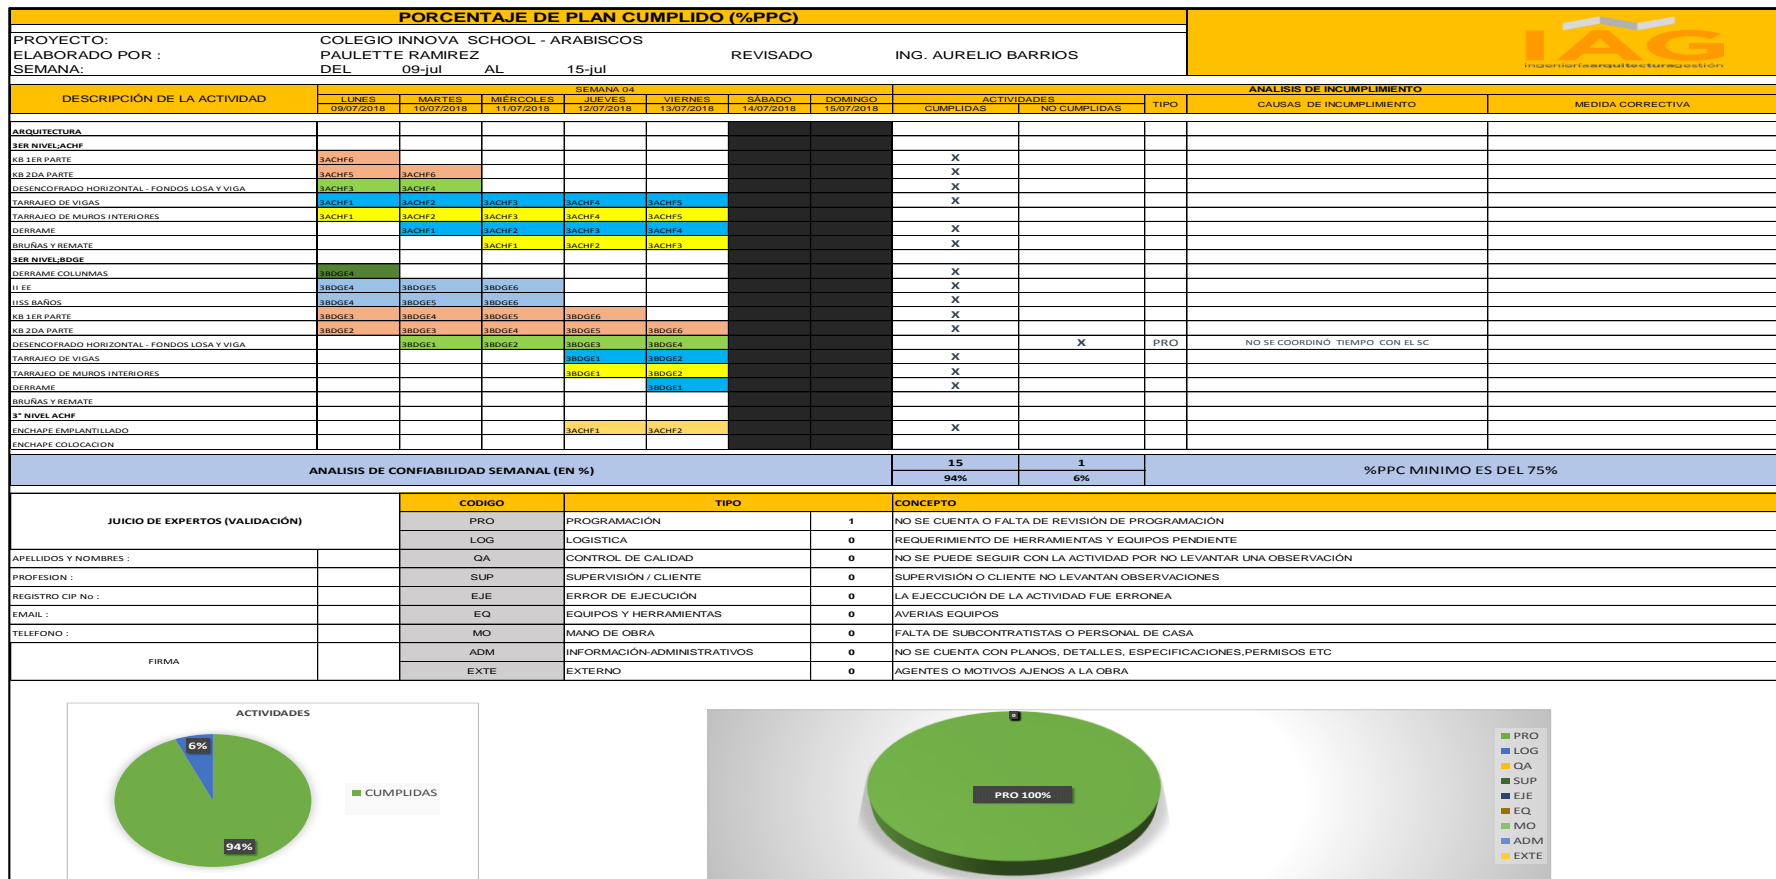 PORCENTAJE DE PLAN CUMPLIDO (%PPC)
IAG
ingenieríaarquitecturagestión
PROYECTO: COLEGIO INNOVA SCHOOL - ARABISCOS
ELABORADO POR : PAULETTE RAMIREZ REVISADO ING. AURELIO BARRIOS
SEMANA: DEL 09-jul AL 15-jul
DESCRIPCIÓN DE LA ACTIVIDAD
SEMANA 04 ANALISIS DE INCUMPLIMIENTO
LUNES MARTES MIÉRCOLES JUEVES VIERNES SÁBADO DOMINGO ACTIVIDADES TIPO CAUSAS DE INCUMPLIMIENTO MEDIDA CORRECTIVA
09/07/2018 10/07/2018 11/07/2018 12/07/2018 13/07/2018 14/07/2018 15/07/2018 CUMPLIDAS NO CUMPLIDAS
ARQUITECTURA
3ER NIVEL;ACHF
KB 1ER PARTE 3ACHF6 X
KB 2DA PARTE 3ACHF5 3ACHF6 X
DESENCOFRADO HORIZONTAL - FONDOS LOSA Y VIGA 3ACHF3 3ACHF4 X
TARRAJEO DE VIGAS 3ACHF1 3ACHF2 3ACHF3 3ACHF4 3ACHF5 X
TARRAJEO DE MUROS INTERIORES 3ACHF1 3ACHF2 3ACHF3 3ACHF4 3ACHF5
DERRAME 3ACHF1 3ACHF2 3ACHF3 3ACHF4 X
BRUÑAS Y REMATE 3ACHF1 3ACHF2 3ACHF3 X
3ER NIVEL;BDGE
DERRAME COLUNMAS 3BDGE4 X
II EE 3BDGE4 3BDGE5 3BDGE6 X
IISS BAÑOS 3BDGE4 3BDGE5 3BDGE6 X
KB 1ER PARTE 3BDGE3 3BDGE4 3BDGE5 3BDGE6 X
KB 2DA PARTE 3BDGE2 3BDGE3 3BDGE4 3BDGE5 3BDGE6 X
DESENCOFRADO HORIZONTAL - FONDOS LOSA Y VIGA 3BDGE1 3BDGE2 3BDGE3 3BDGE4 X PRO NO SE COORDINÓ TIEMPO CON EL SC
TARRAJEO DE VIGAS 3BDGE1 3BDGE2 X
TARRAJEO DE MUROS INTERIORES 3BDGE1 3BDGE2 X
DERRAME 3BDGE1 X
BRUÑAS Y REMATE
3° NIVEL ACHF
ENCHAPE EMPLANTILLADO 3ACHF1 3ACHF2 X
ENCHAPE COLOCACION
ANALISIS DE CONFIABILIDAD SEMANAL (EN %) 15 1 %PPC MINIMO ES DEL 75%
94% 6%
CODIGO TIPO CONCEPTO
JUICIO DE EXPERTOS (VALIDACIÓN) PRO PROGRAMACIÓN 1 NO SE CUENTA O FALTA DE REVISIÓN DE PROGRAMACIÓN
LOG LOGISTICA 0 REQUERIMIENTO DE HERRAMIENTAS Y EQUIPOS PENDIENTE
APELLIDOS Y NOMBRES : QA CONTROL DE CALIDAD 0 NO SE PUEDE SEGUIR CON LA ACTIVIDAD POR NO LEVANTAR UNA OBSERVACIÓN
PROFESION : SUP SUPERVISIÓN / CLIENTE 0 SUPERVISIÓN O CLIENTE NO LEVANTAN OBSERVACIONES
REGISTRO CIP No : EJE ERROR DE EJECUCIÓN 0 LA EJECCUCIÓN DE LA ACTIVIDAD FUE ERRONEA
EMAIL : EQ EQUIPOS Y HERRAMIENTAS 0 AVERIAS EQUIPOS
TELEFONO : MO MANO DE OBRA 0 FALTA DE SUBCONTRATISTAS O PERSONAL DE CASA
FIRMA ADM INFORMACIÓN-ADMINISTRATIVOS 0 NO SE CUENTA CON PLANOS, DETALLES, ESPECIFICACIONES,PERMISOS ETC
EXTE EXTERNO 0 AGENTES O MOTIVOS AJENOS A LA OBRA
ACTIVIDADES
6%
94%
CUMPLIDAS
0
PRO 100%
PRO
LOG
QA
SUP
EJE
EQ
MO
ADM
EXTE